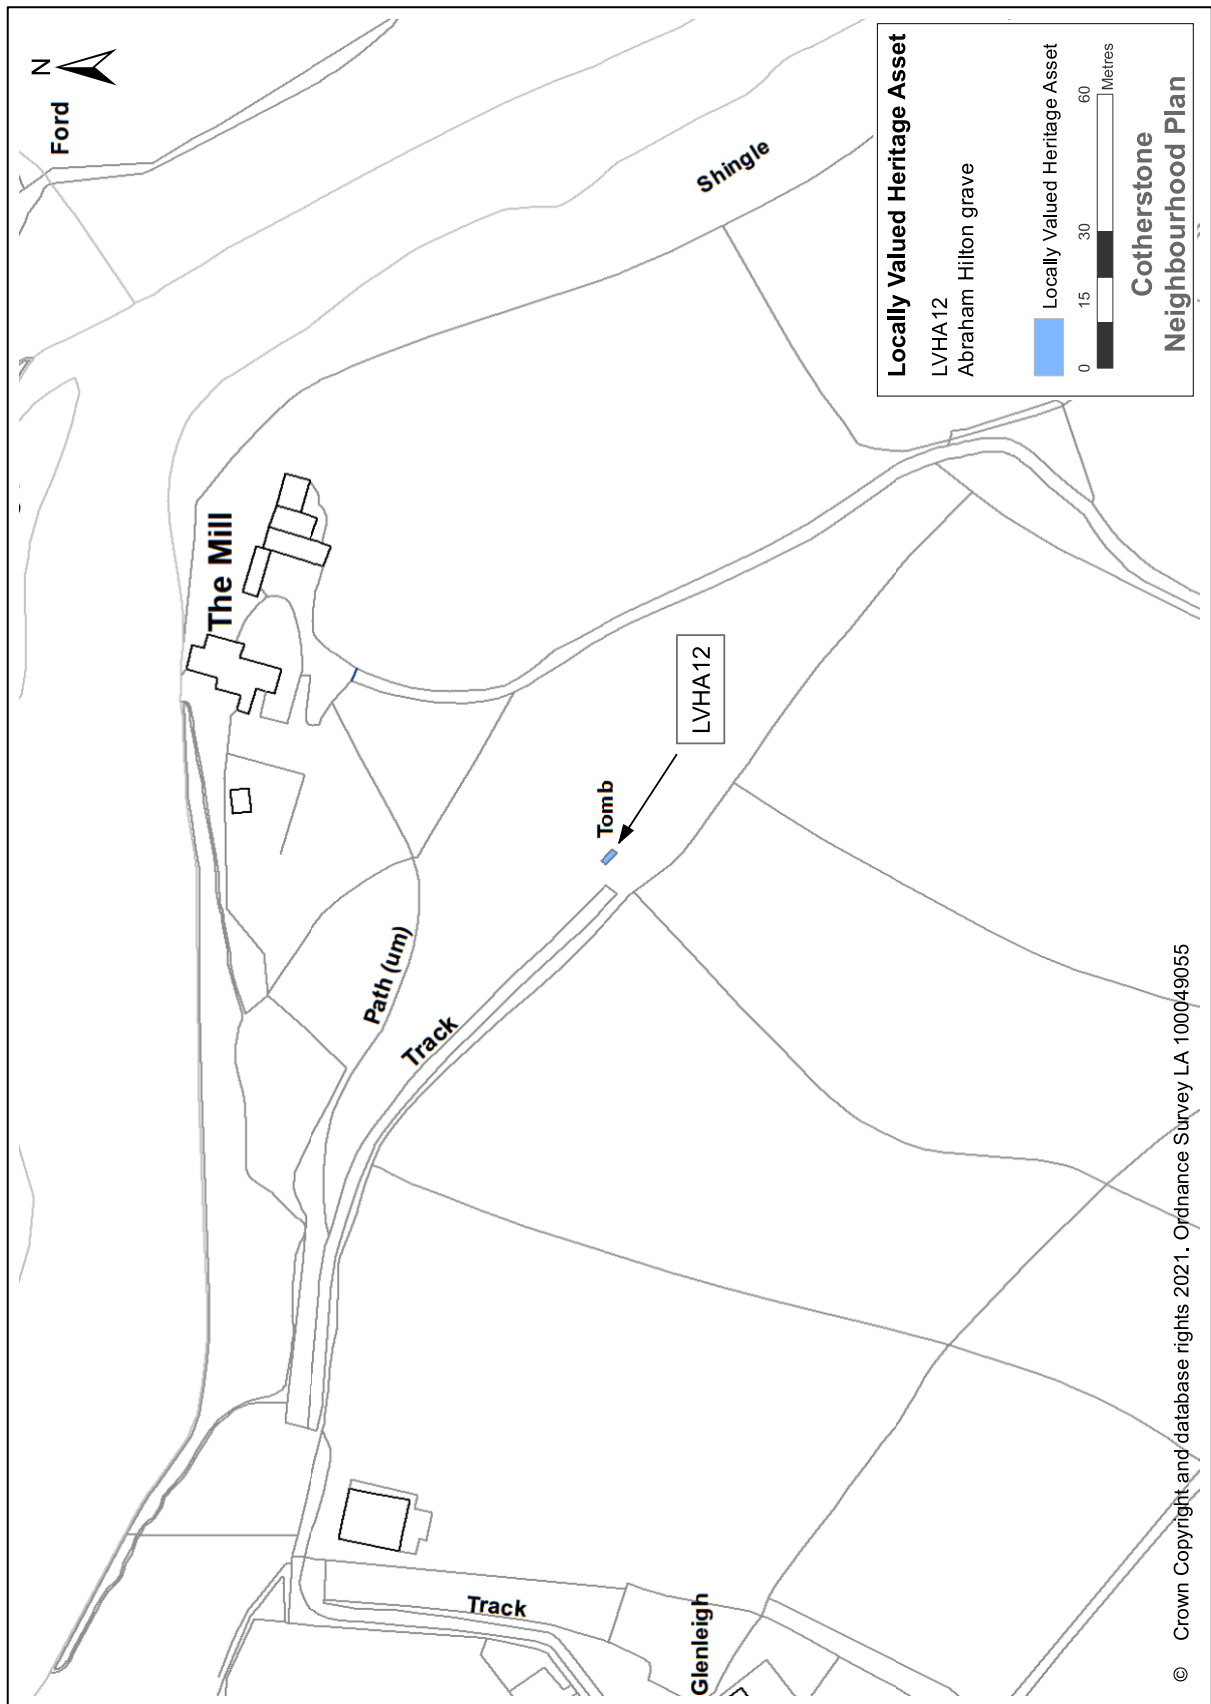 N
Ford
Shingle
The Mill
Path (um)
Track
Tomb
LVHA12
Track
Glenleigh
Locally Valued Heritage Asset
LVHA12
Abraham Hilton grave
Locally Valued Heritage Asset
0 15 30 60
Metres
Cotherstone
Neighbourhood Plan
© Crown Copyright and database rights 2021. Ordnance Survey LA 100049055